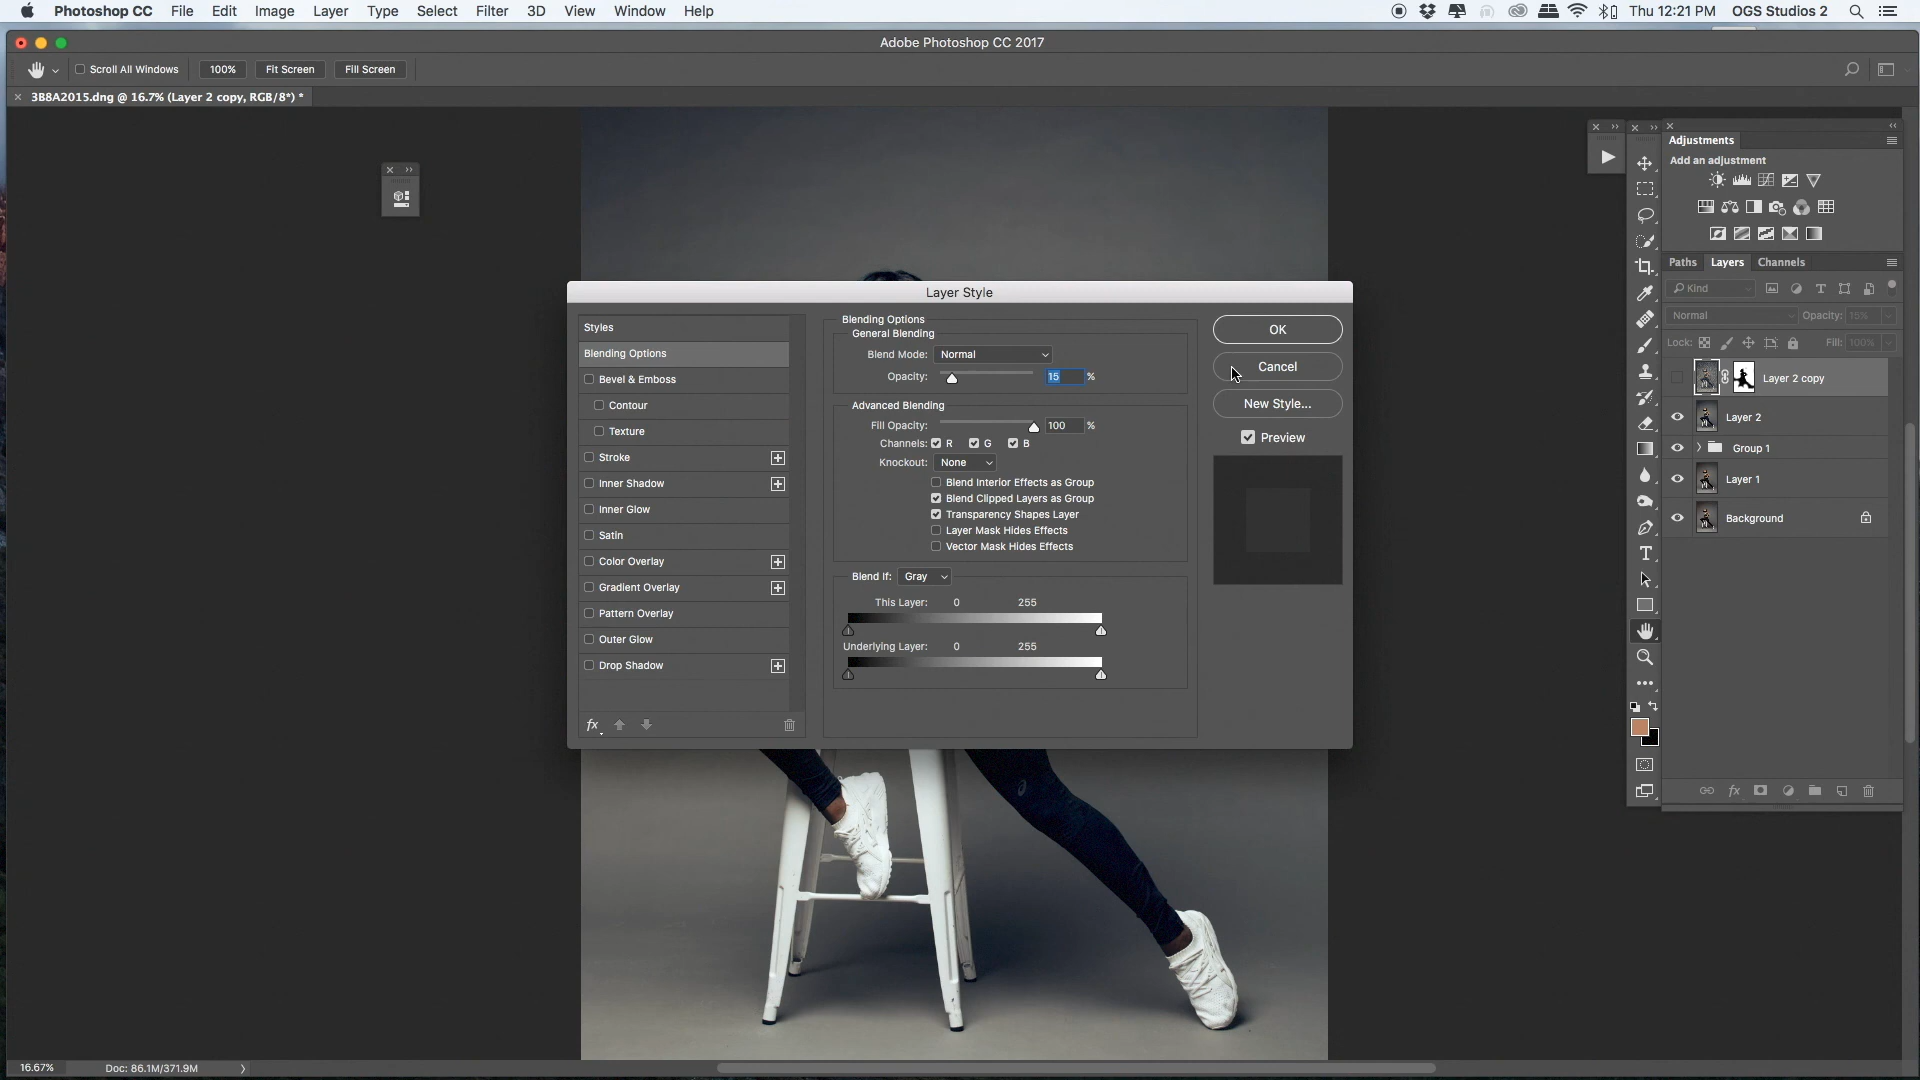 Photoshop CC File Edit Image Layer Type Select Filter 3D View Window Help Thu 12:21 PM OGS Studios 2
Adobe Photoshop CC 2017
Scroll All Windows 100% Fit Screen Fill Screen
3B8A2015.dng @ 16.7% (Layer 2 copy, RGB/8*) *
Layer Style
Styles
Blending Options
Bevel & Emboss
Contour
Texture
Stroke
Inner Shadow
Inner Glow
Satin
Color Overlay
Gradient Overlay
Pattern Overlay
Outer Glow
Drop Shadow
fx
Blending Options
General Blending
Blend Mode: Normal
Opacity: 15 %
Advanced Blending
Fill Opacity: 100 %
Channels: R G B
Knockout: None
Blend Interior Effects as Group
Blend Clipped Layers as Group
Transparency Shapes Layer
Layer Mask Hides Effects
Vector Mask Hides Effects
Blend If: Gray
This Layer: 0 255
Underlying Layer: 0 255
OK
Cancel
New Style...
Preview
Adjustments
Add an adjustment
Paths Layers Channels
Kind
Normal Opacity: 15%
Lock: Fill: 100%
Layer 2 copy
Layer 2
Group 1
Layer 1
Background
fx
16.67% Doc: 86.1M/371.9M